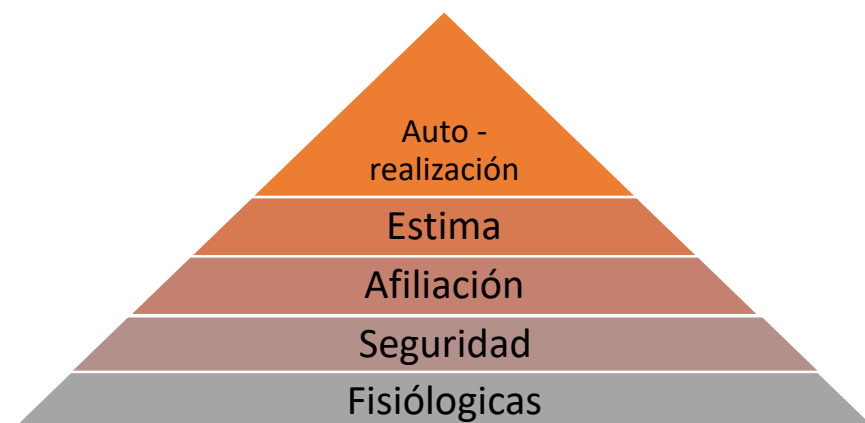 Auto -
realización
Estima
Afiliación
Seguridad
Fisiólogicas